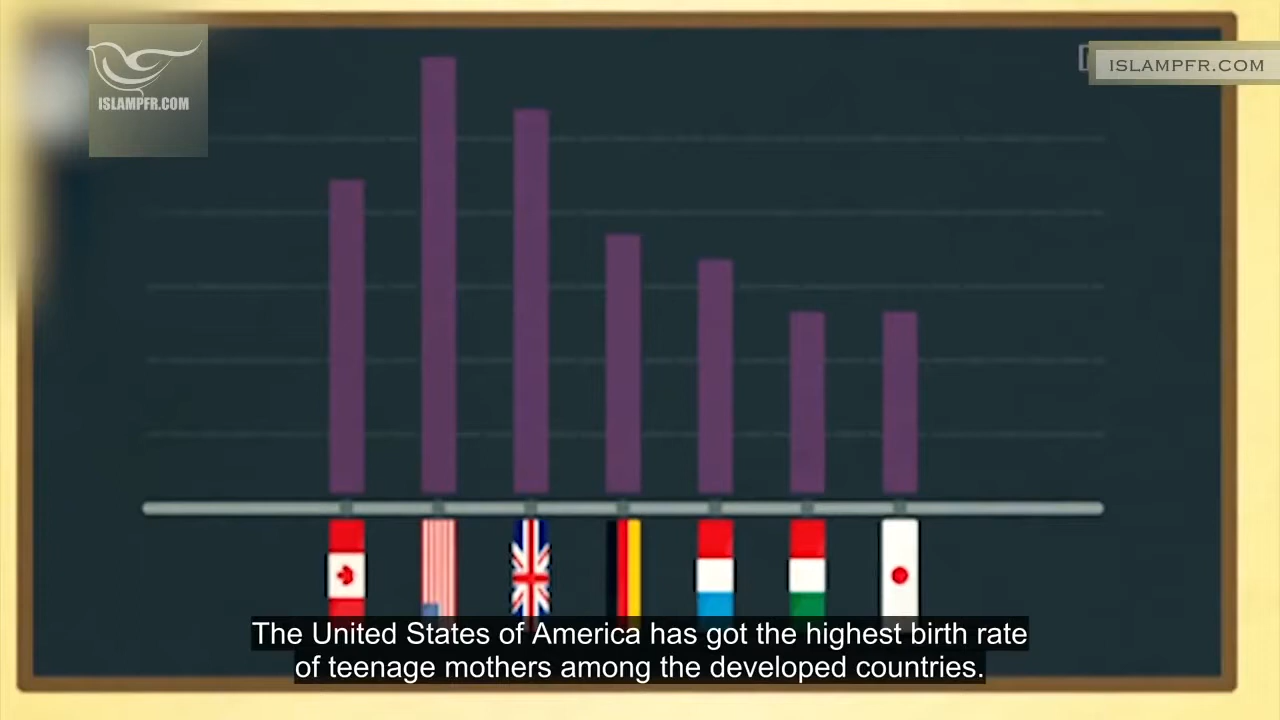 ISLAMPFR.COM
ISLAMPFR.COM
The United States of America has got the highest birth rate
of teenage mothers among the developed countries.